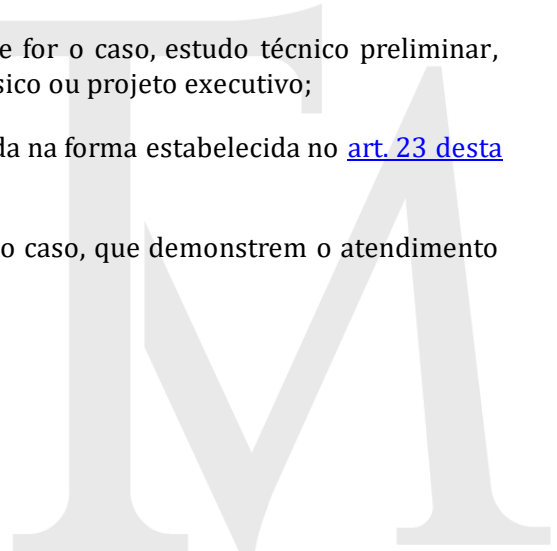 e for o caso, estudo técnico preliminar,
sico ou projeto executivo;
da na forma estabelecida no art. 23 desta
o caso, que demonstrem o atendimento